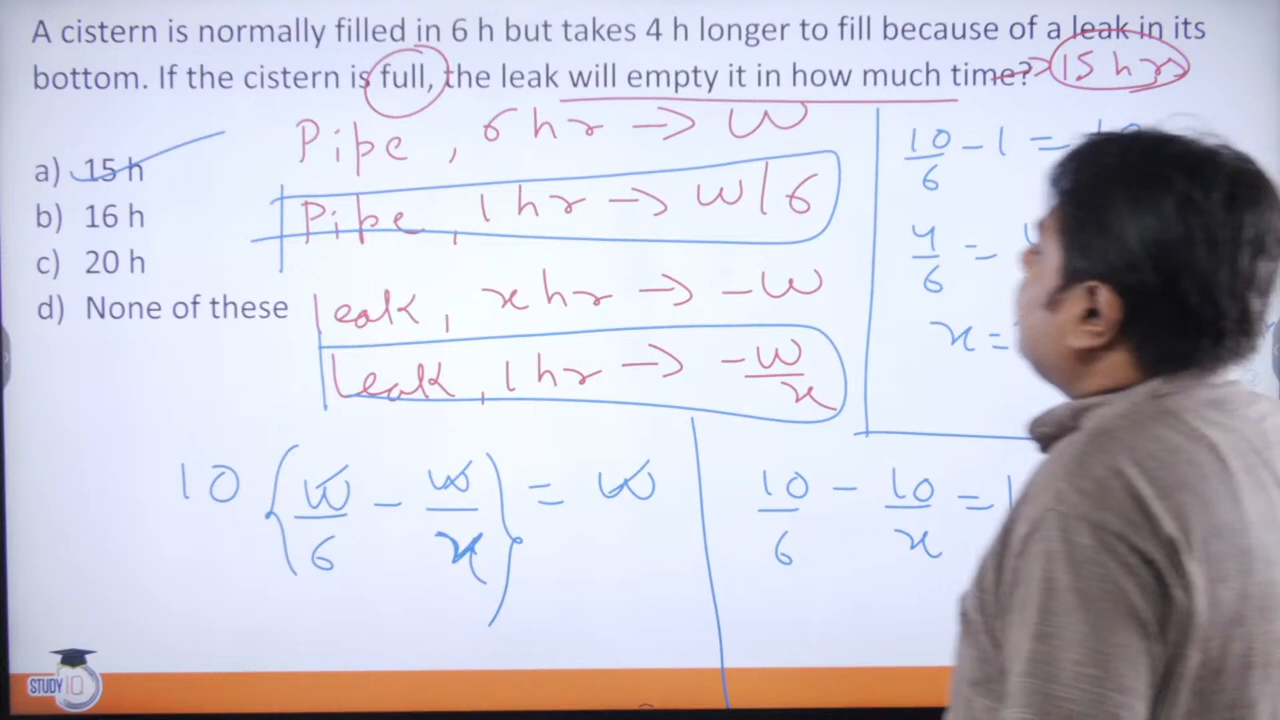 A cistern is normally filled in 6 h but takes 4 h longer to fill because of a leak in its
bottom. If the cistern is full, the leak will empty it in how much time? → 15 hrs
a) 15 h
b) 16 h
c) 20 h
d) None of these
Pipe, 6 hr → W
Pipe, 1 hr → W/6
leak, x hr → -W
Leak, 1 hr → -W/x
10/6 - 1 = 10
4/6 =
x =
10 { W/6 - W/x } = W
10/6 - 10/x = 1
STUDY IQ